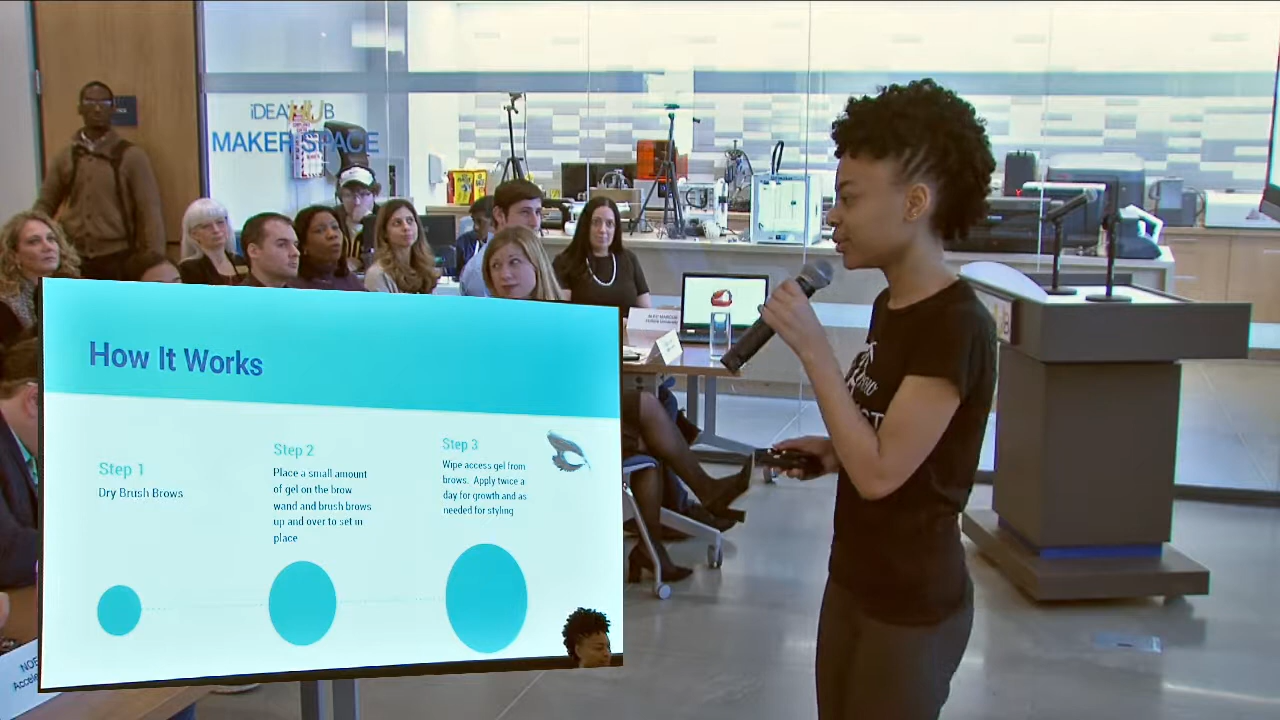 iDEA HUB
MAKER SPACE
How It Works
Step 1
Dry Brush Brows
Step 2
Place a small amount
of gel on the brow
wand and brush brows
up and over to set in
place
Step 3
Wipe access gel from
brows. Apply twice a
day for growth and as
needed for styling